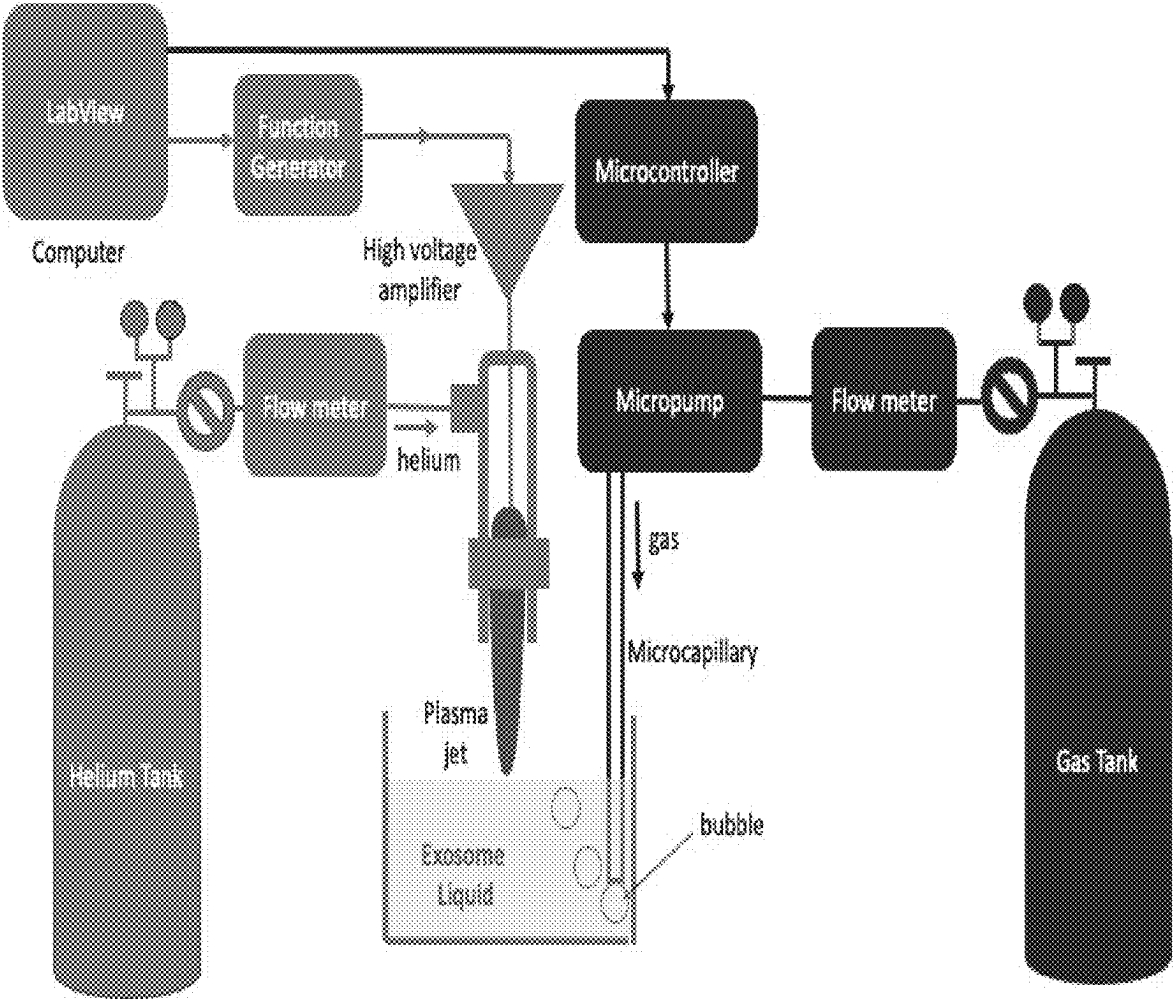 LabView
Function
Generator
Microcontroller
Computer
High voltage
amplifier
Flow meter
helium
Micropump
Flow meter
gas
Microcapillary
Plasma
jet
Helium Tank
Gas Tank
bubble
Exosome
Liquid